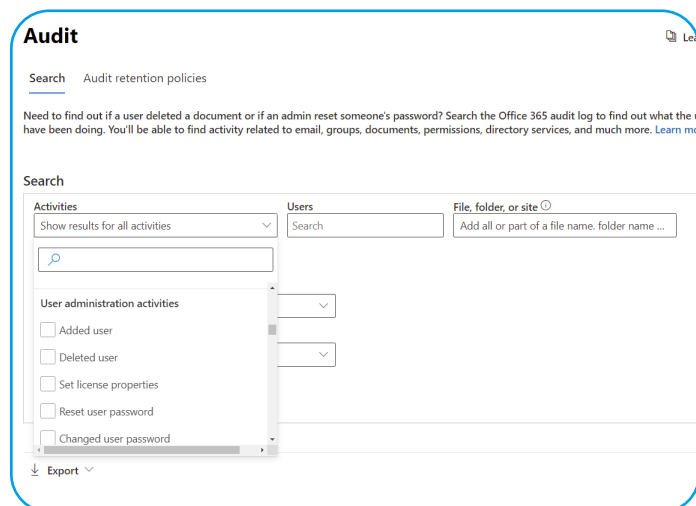 Audit
Search Audit retention policies
Need to find out if a user deleted a document or if an admin reset someone's password? Search the Office 365 audit log to find out what the
have been doing. You'll be able to find activity related to email, groups, documents, permissions, directory services, and much more. Learn
Search
Activities Users File, folder, or site
Show results for all activities Search Add all or part of a file name. folder name ...
User administration activities
Added user
Deleted user
Set license properties
Reset user password
Changed user password
Export